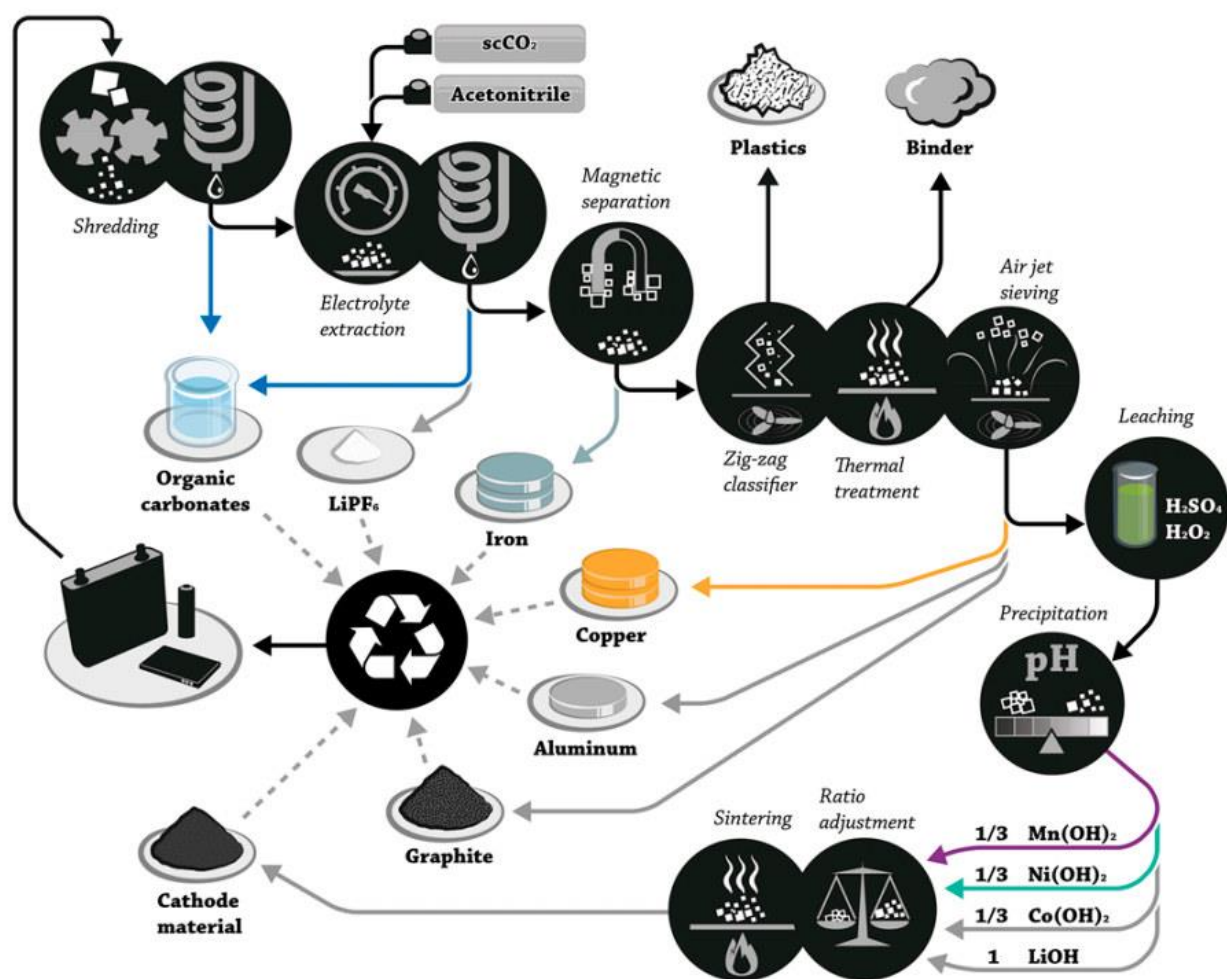 scCO₂
Acetonitrile
Shredding
Electrolyte
extraction
Magnetic
separation
Plastics
Binder
Air jet
sieving
Zig-zag
classifier
Thermal
treatment
Leaching
H₂SO₄
H₂O₂
Organic
carbonates
LiPF₆
Iron
Copper
Aluminum
Graphite
Cathode
material
Precipitation
pH
Sintering
Ratio
adjustment
1/3 Mn(OH)₂
1/3 Ni(OH)₂
1/3 Co(OH)₂
1 LiOH